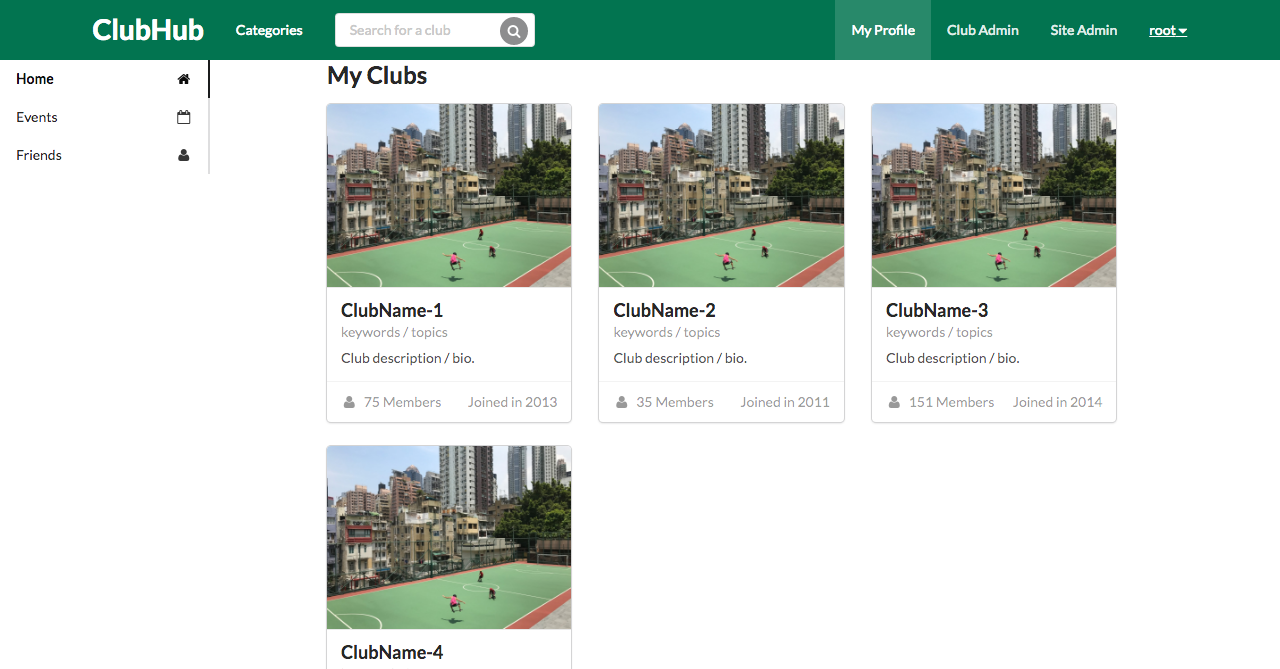 ClubHub Categories Search for a club My Profile Club Admin Site Admin root
Home
Events
Friends
My Clubs
ClubName-1
keywords / topics
Club description / bio.
75 Members Joined in 2013
ClubName-2
keywords / topics
Club description / bio.
35 Members Joined in 2011
ClubName-3
keywords / topics
Club description / bio.
151 Members Joined in 2014
ClubName-4